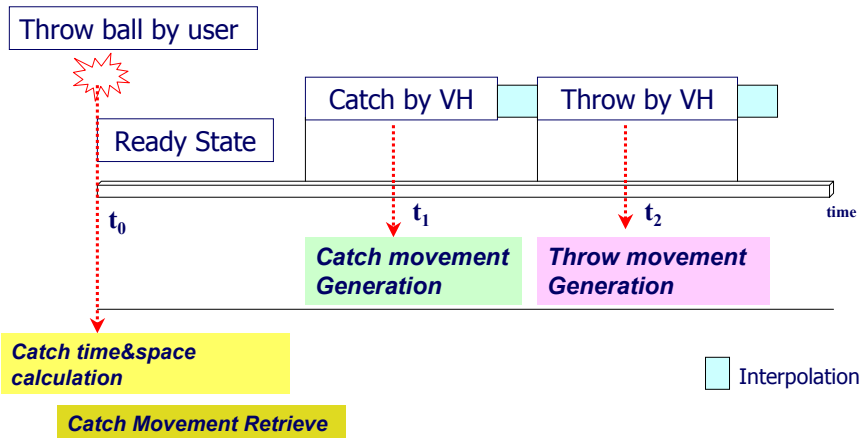 Throw ball by user
Catch by VH
Throw by VH
Ready State
t0
t1
t2
time
Catch movement
Generation
Throw movement
Generation
Catch time&space
calculation
Interpolation
Catch Movement Retrieve